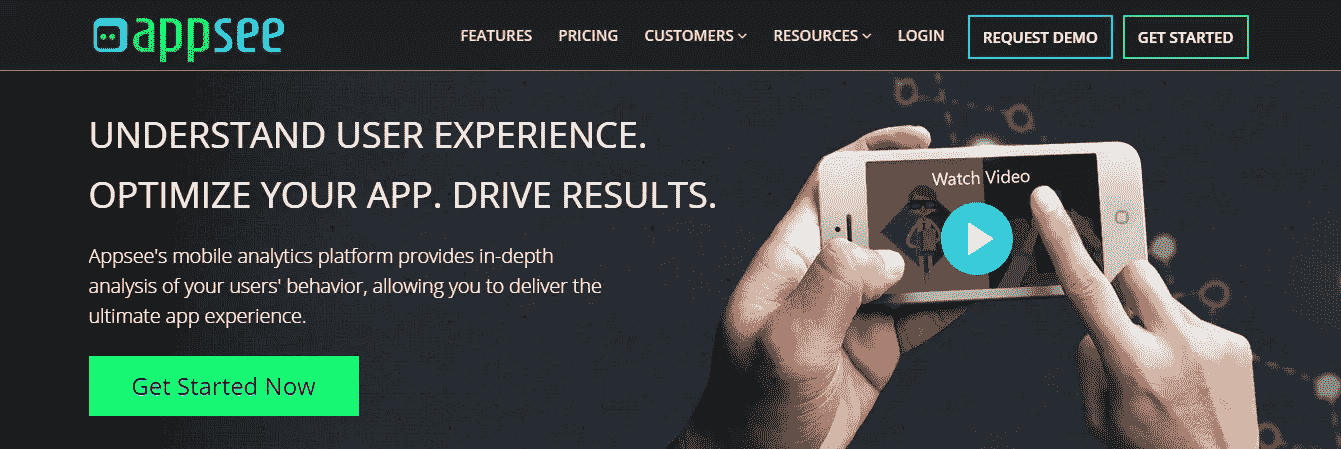 appsee
FEATURES PRICING CUSTOMERS RESOURCES LOGIN REQUEST DEMO GET STARTED
UNDERSTAND USER EXPERIENCE.
OPTIMIZE YOUR APP. DRIVE RESULTS.
Watch Video
Appsee's mobile analytics platform provides in-depth
analysis of your users' behavior, allowing you to deliver the
ultimate app experience.
Get Started Now